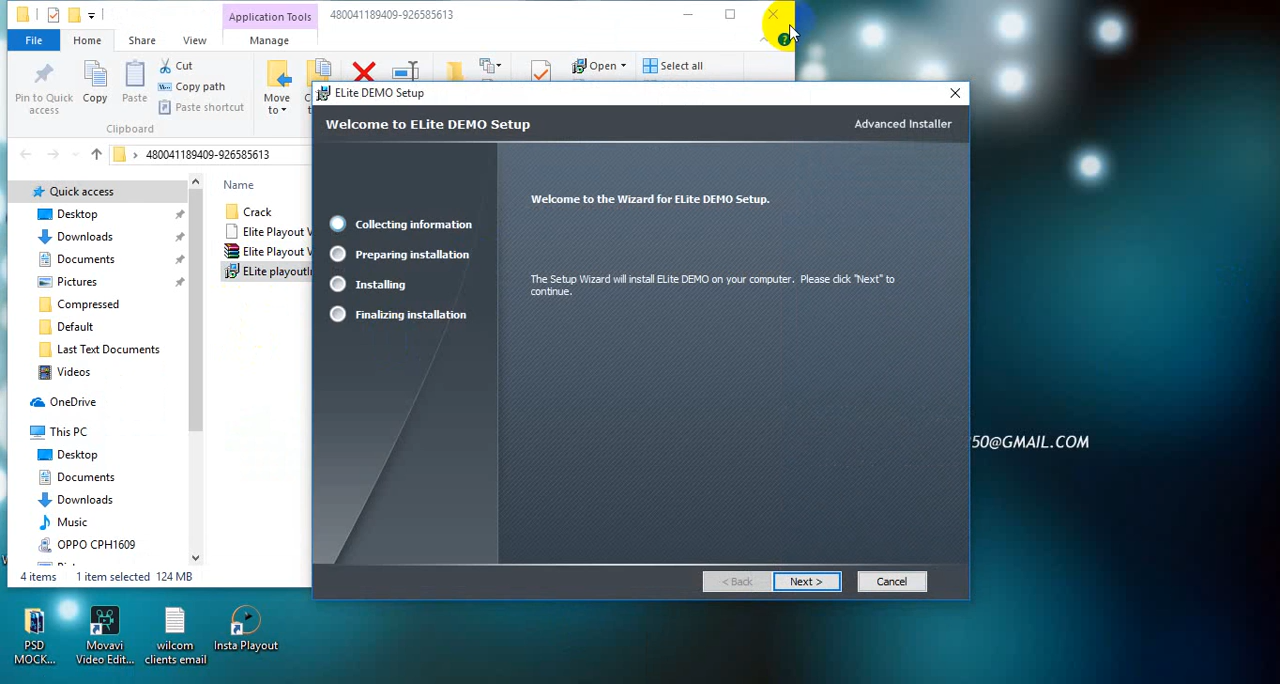 Application Tools
480041189409-926585613
File
Home
Share
View
Manage
Pin to Quick
access
Copy
Paste
Cut
Copy path
Paste shortcut
Move
to
Open
Select all
Clipboard
480041189409-926585613
Quick access
Desktop
Downloads
Documents
Pictures
Compressed
Default
Last Text Documents
Videos
OneDrive
This PC
Desktop
Documents
Downloads
Music
OPPO CPH1609
Name
Crack
Elite Playout V
Elite Playout V
ELite playoutIn
4 items
1 item selected
124 MB
ELite DEMO Setup
Welcome to ELite DEMO Setup
Advanced Installer
Collecting information
Preparing installation
Installing
Finalizing installation
Welcome to the Wizard for ELite DEMO Setup.
The Setup Wizard will install ELite DEMO on your computer. Please click "Next" to
continue.
< Back
Next >
Cancel
50@GMAIL.COM
PSD
MOCK...
Movavi
Video Edit...
wilcom
clients email
Insta Playout